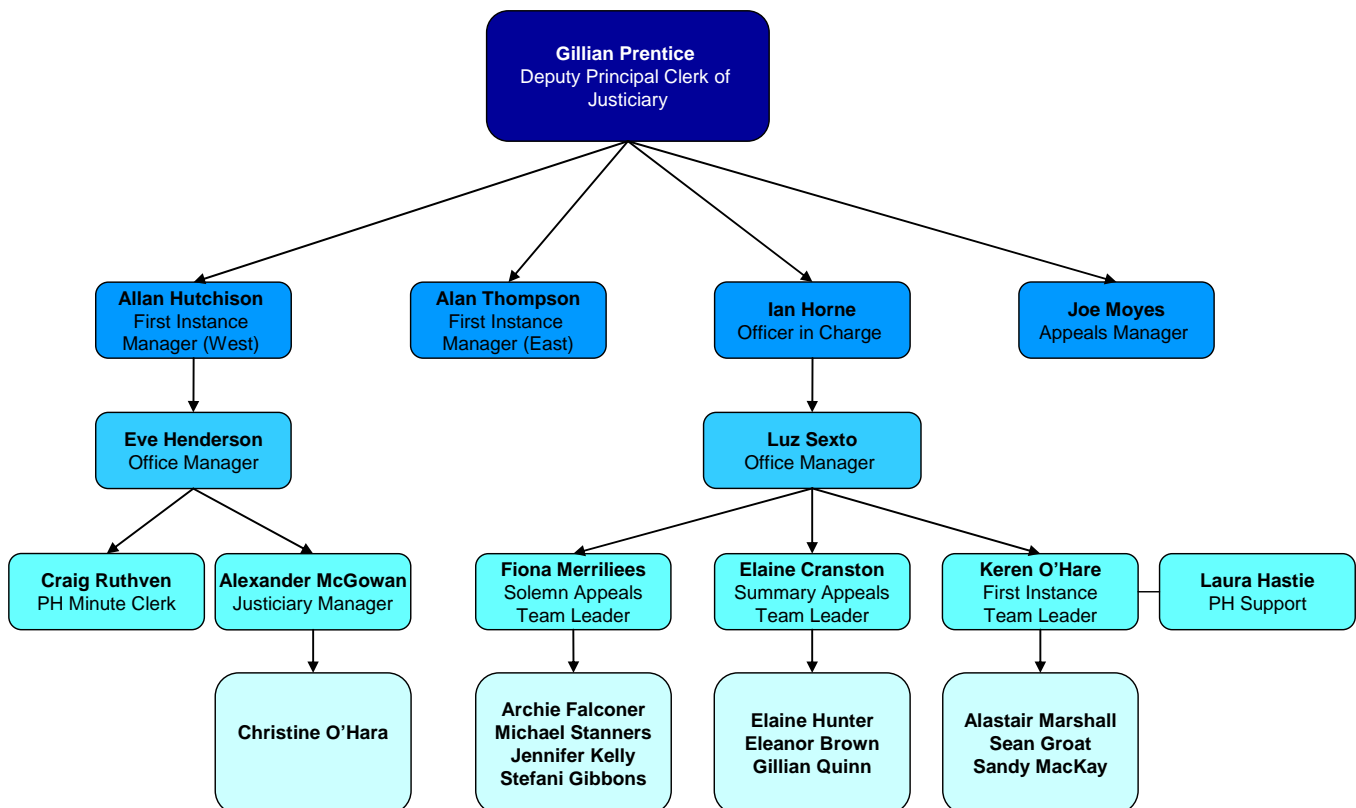 Gillian Prentice
Deputy Principal Clerk of
Justiciary
Allan Hutchison
First Instance
Manager (West)
Alan Thompson
First Instance
Manager (East)
Ian Horne
Officer in Charge
Joe Moyes
Appeals Manager
Eve Henderson
Office Manager
Luz Sexto
Office Manager
Craig Ruthven
PH Minute Clerk
Alexander McGowan
Justiciary Manager
Fiona Merriliees
Solemn Appeals
Team Leader
Elaine Cranston
Summary Appeals
Team Leader
Keren O’Hare
First Instance
Team Leader
Laura Hastie
PH Support
Christine O’Hara
Archie Falconer
Michael Stanners
Jennifer Kelly
Stefani Gibbons
Elaine Hunter
Eleanor Brown
Gillian Quinn
Alastair Marshall
Sean Groat
Sandy MacKay